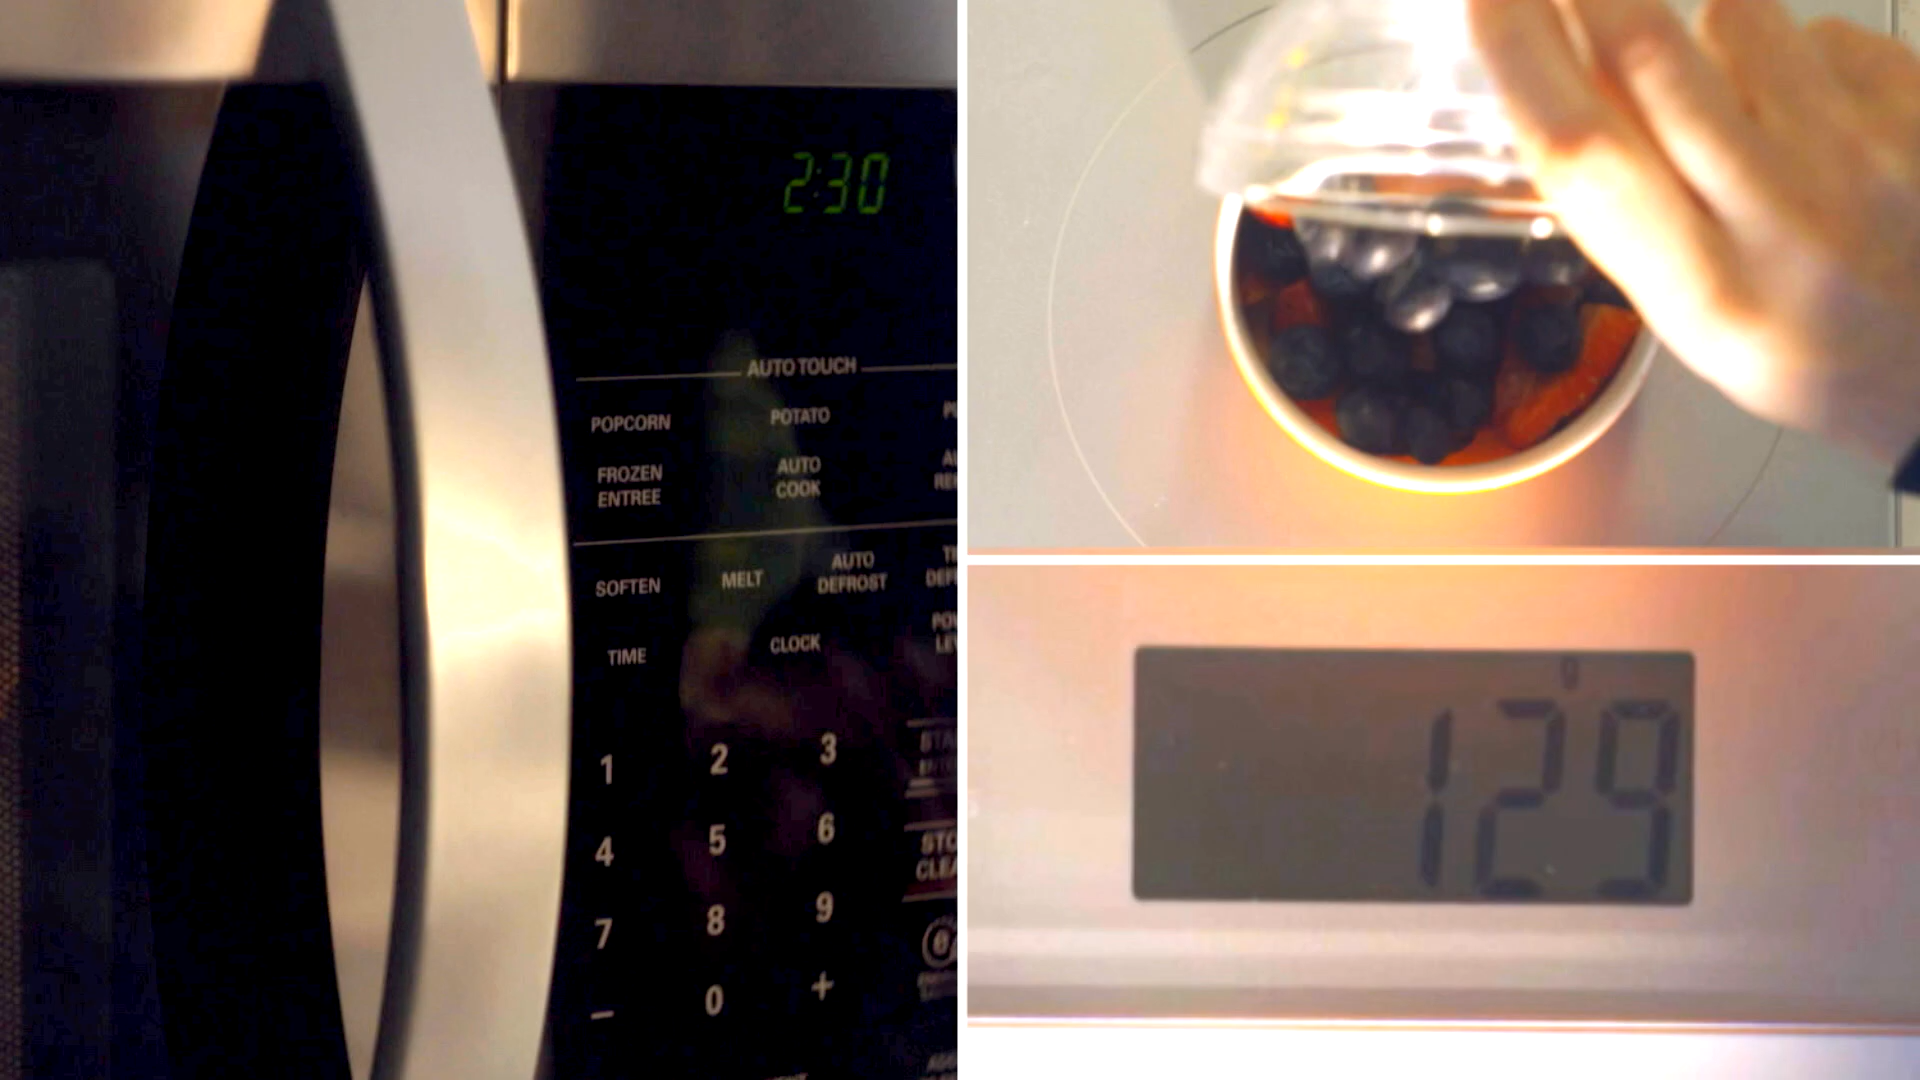 2:30
AUTO TOUCH
POPCORN POTATO
FROZEN ENTREE
AUTO COOK
SOFTEN MELT
AUTO DEFROST
TIME CLOCK
1 2 3
4 5 6
7 8 9
– 0 +
129